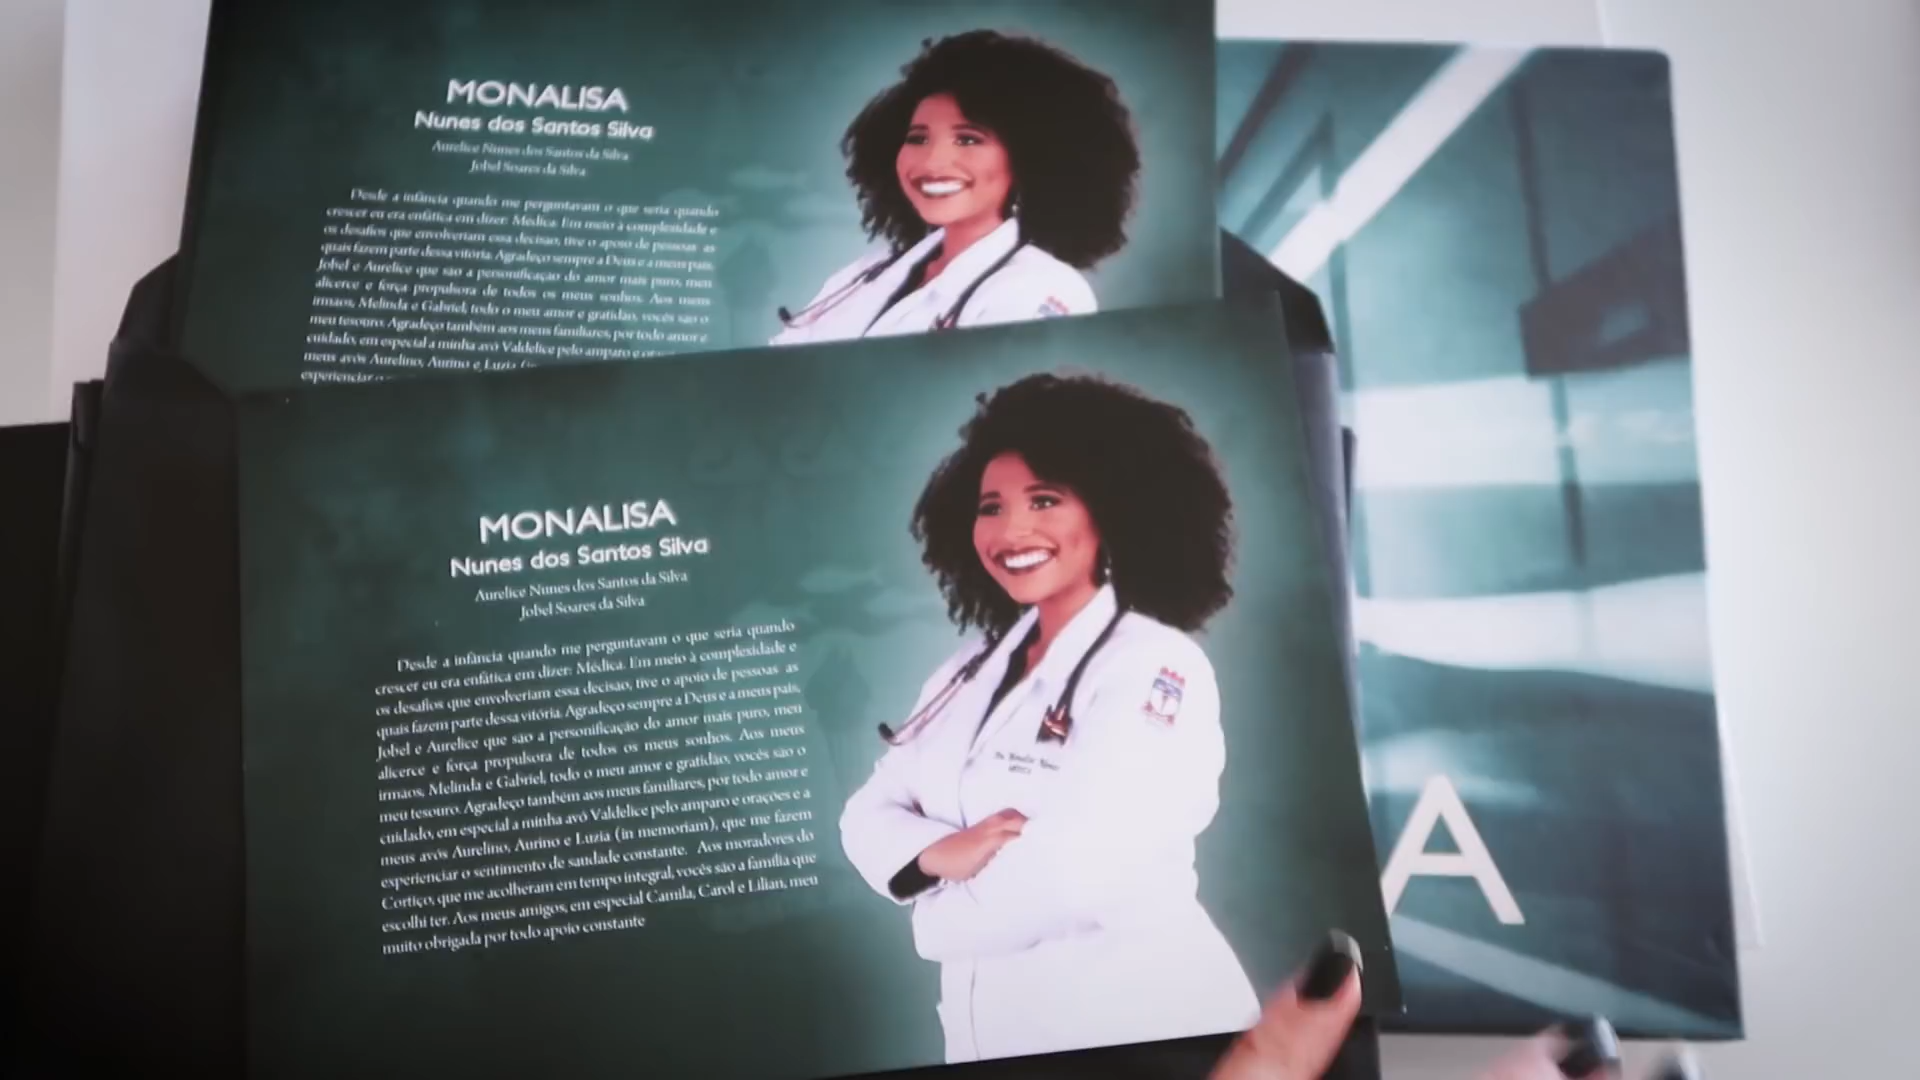 MONALISA
Nunes dos Santos Silva
Aurelice Nunes dos Santos da Silva
Jobel Soares da Silva
Desde a infância quando me perguntavam o que seria quando
crescer eu era enfática em dizer: Médica. Em meio à complexidade e
os desafios que envolveriam essa decisão, tive o apoio de pessoas as
quais fazem parte dessa vitória. Agradeço sempre a Deus e a meus pais,
Jobel e Aurelice que são a personificação do amor mais puro, meu
alicerce e força propulsora de todos os meus sonhos. Aos meus
irmãos, Melinda e Gabriel, todo o meu amor e gratidão, vocês são o
meu tesouro. Agradeço também aos meus familiares, por todo amor e
cuidado, em especial a minha avó Valdelice pelo amparo e
meus avós Aurelino, Aurino e Luzia
experienciar
MONALISA
Nunes dos Santos Silva
Aurelice Nunes dos Santos da Silva
Jobel Soares da Silva
Desde a infância quando me perguntavam o que seria quando
crescer eu era enfática em dizer: Médica. Em meio à complexidade e
os desafios que envolveriam essa decisão, tive o apoio de pessoas as
quais fazem parte dessa vitória. Agradeço sempre a Deus e a meus pais,
Jobel e Aurelice que são a personificação do amor mais puro, meu
alicerce e força propulsora de todos os meus sonhos. Aos meus
irmãos, Melinda e Gabriel, todo o meu amor e gratidão, vocês são o
meu tesouro. Agradeço também aos meus familiares, por todo amor e
cuidado, em especial a minha avó Valdelice pelo amparo e orações e a
meus avós Aurelino, Aurino e Luzia (in memoriam), que me fazem
experienciar o sentimento de saudade constante. Aos moradores do
Cortiço, que me acolheram em tempo integral, vocês são a família que
escolhi ter. Aos meus amigos, em especial Camila, Carol e Lilian, meu
muito obrigada por todo apoio constante
A